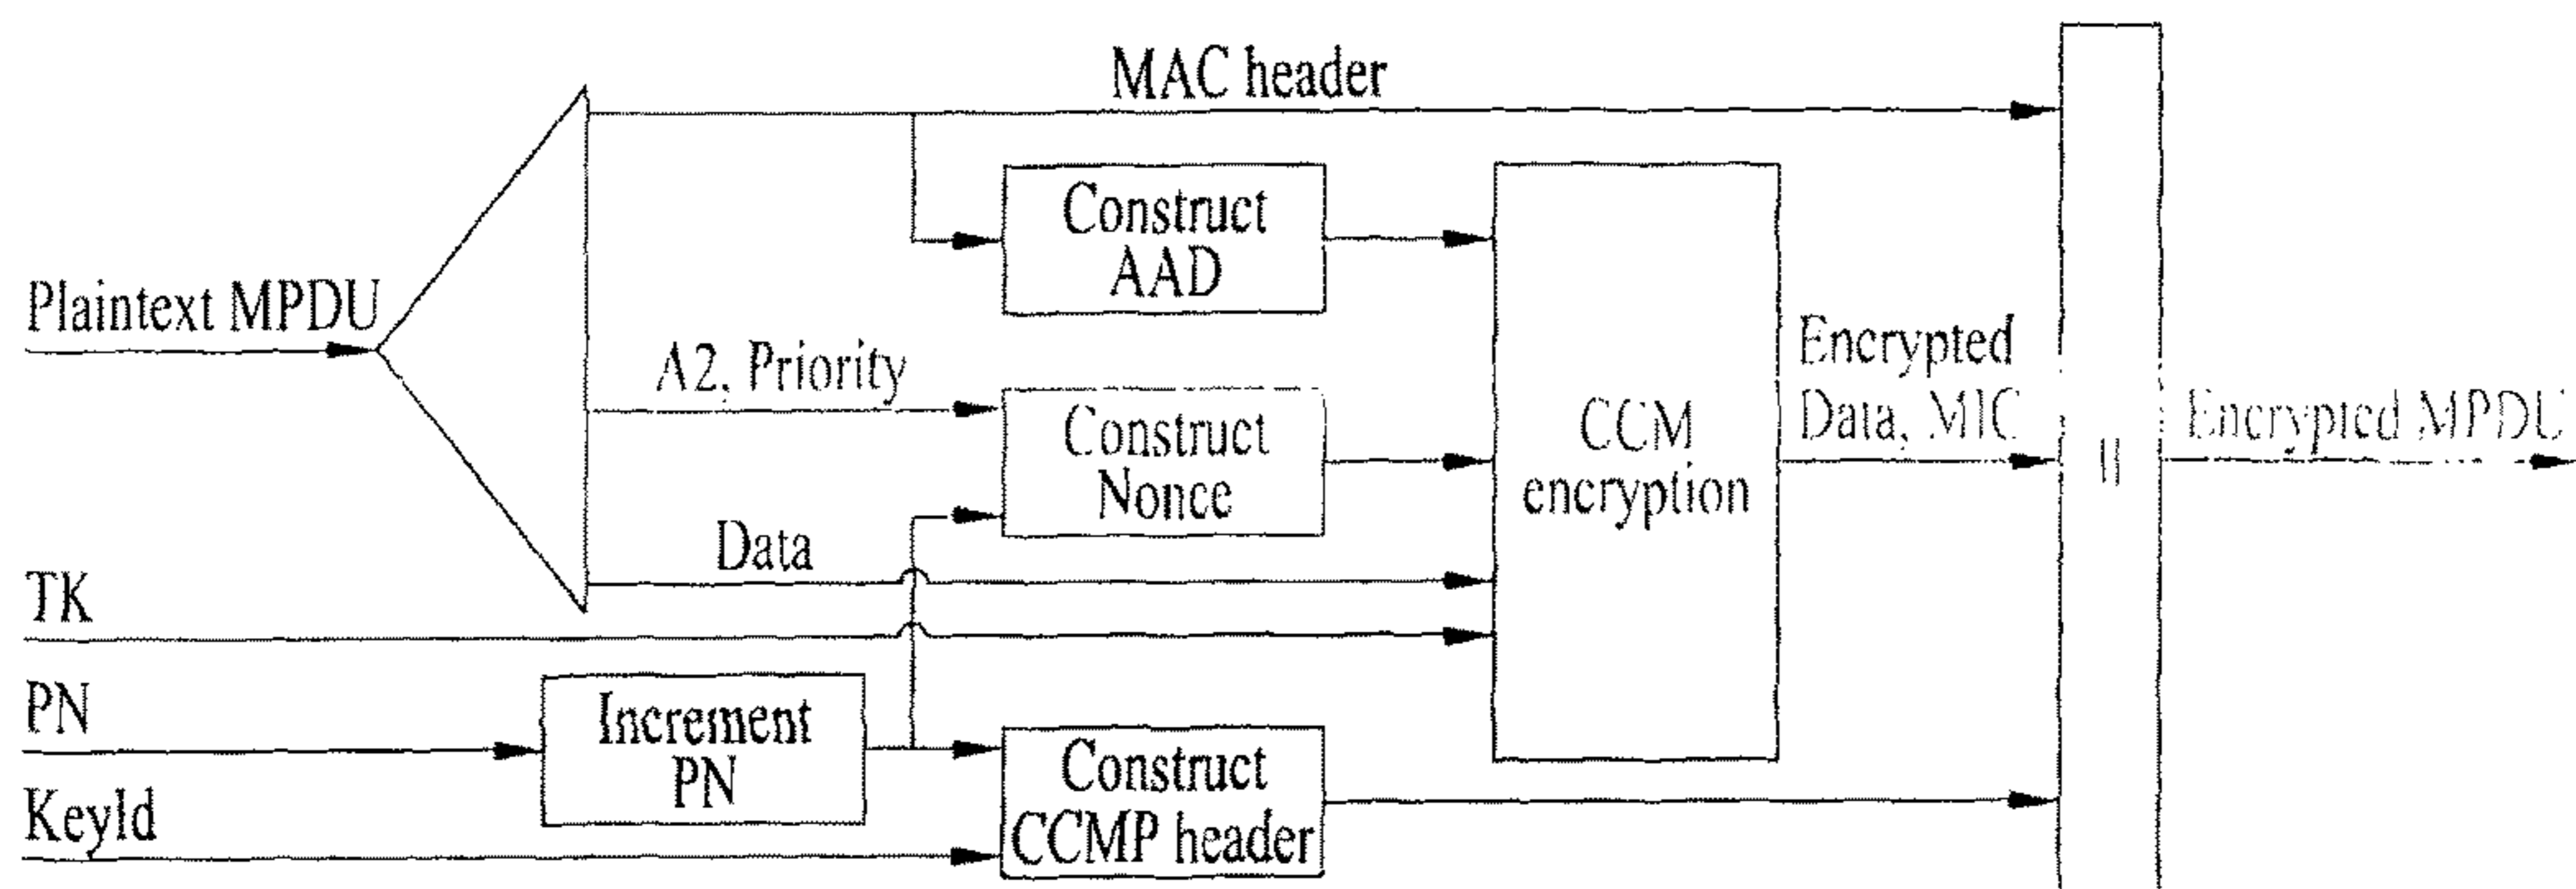 MAC header
Construct
AAD
Plaintext MPDU
A2, Priority
Construct
Nonce
CCM
encryption
Encrypted
Data, MIC
||
Encrypted MPDU
Data
TK
PN
Increment
PN
KeyId
Construct
CCMP header